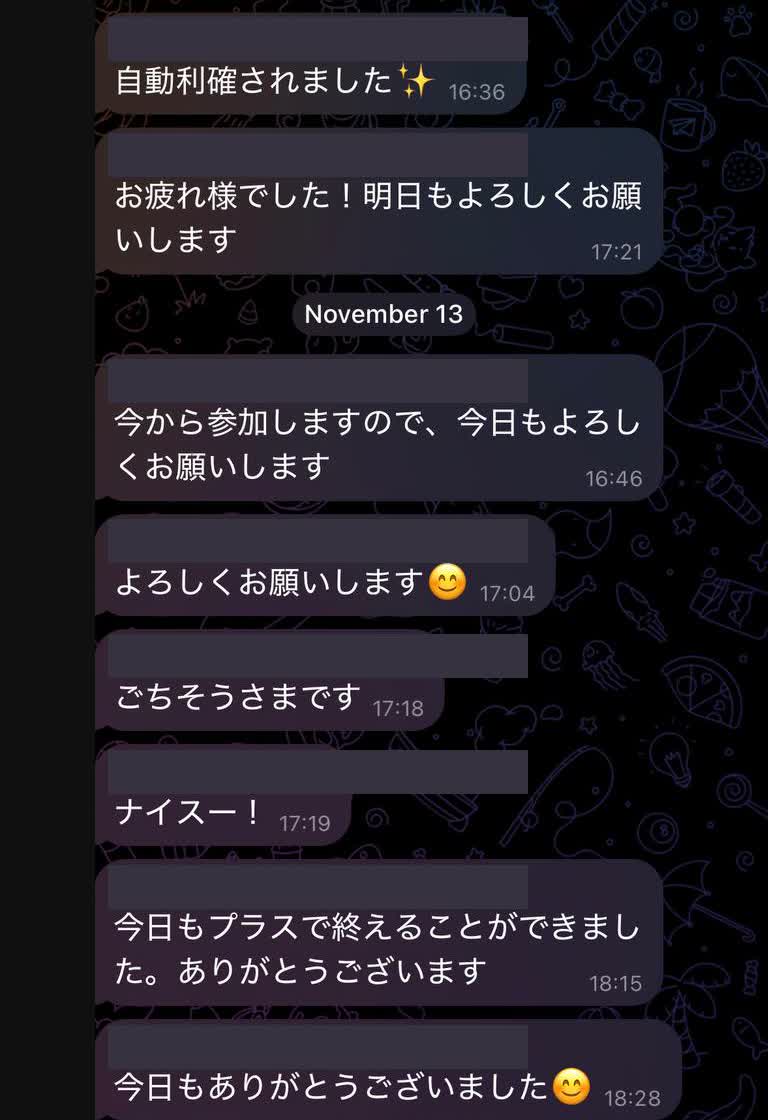 自動利確されました✨ 16:36
お疲れ様でした！明日もよろしくお願
いします 17:21
November 13
今から参加しますので、今日もよろし
くお願いします 16:46
よろしくお願いします😊 17:04
ごちそうさまです 17:18
ナイスー！ 17:19
今日もプラスで終えることができまし
た。ありがとうございます 18:15
今日もありがとうございました😊 18:28